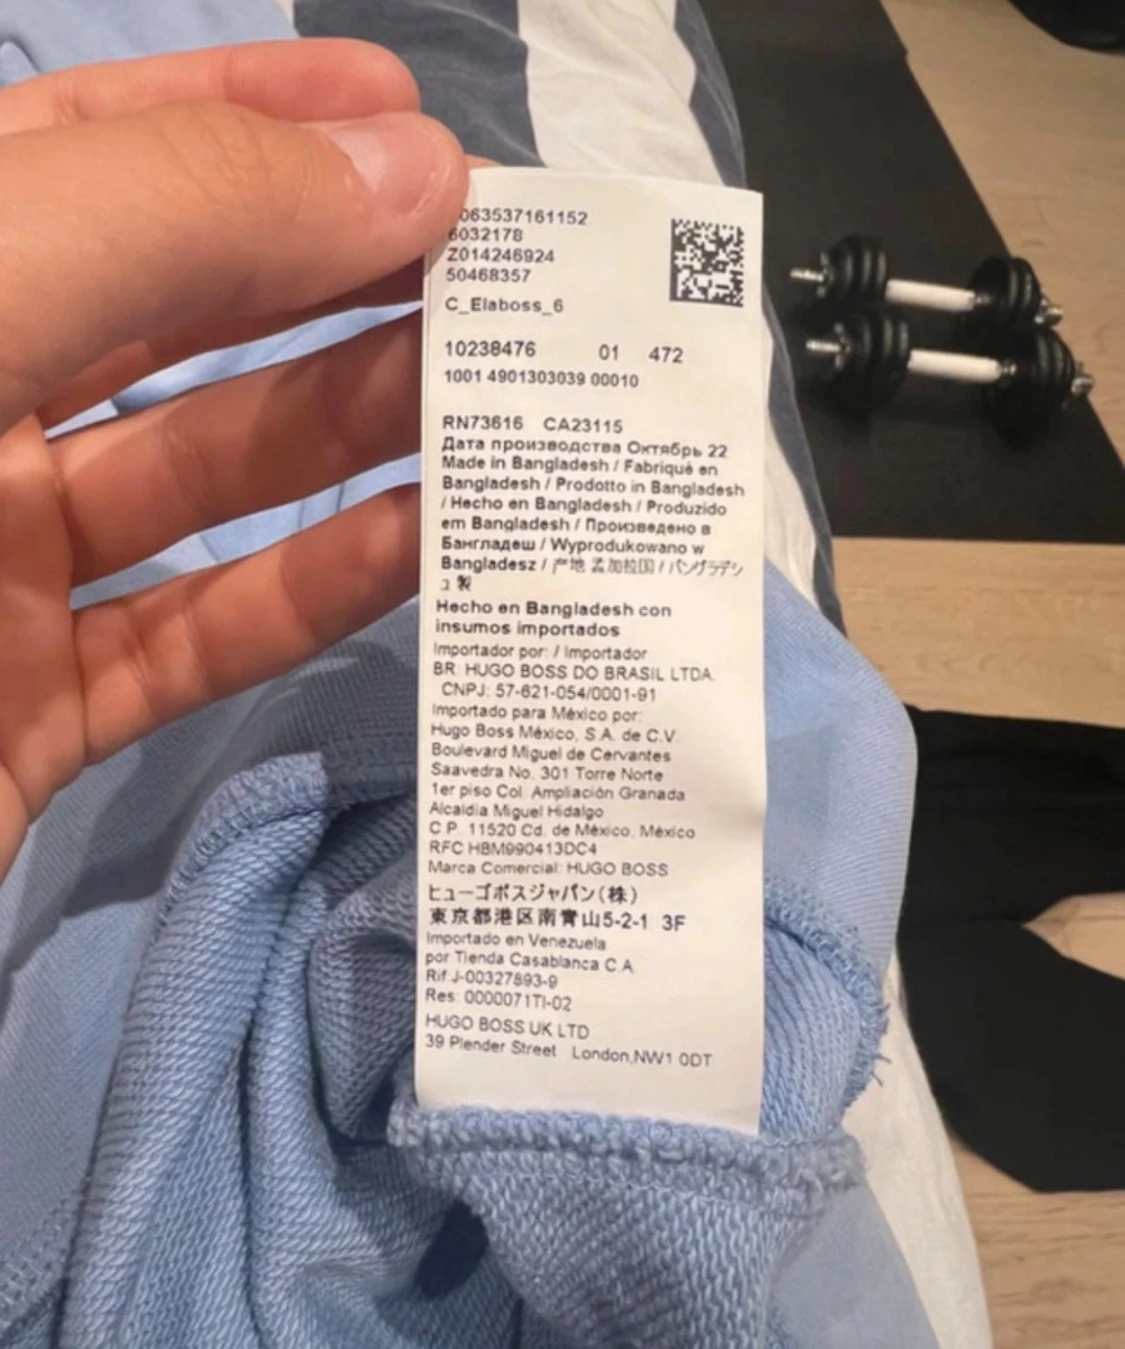 063537161152
6032178
Z014246924
50468357
C_Elaboss_6
10238476 01 472
1001 4901303039 00010
RN73616 CA23115
Дата производства Октябрь 22
Made in Bangladesh / Fabriqué en
Bangladesh / Prodotto in Bangladesh
/ Hecho en Bangladesh / Produzido
em Bangladesh / Произведено в
Бангладеш / Wyprodukowano w
Bangladesz / 产地 孟加拉国 / バングラデシ
ュ製
Hecho en Bangladesh con
insumos importados
Importador por: / Importador
BR: HUGO BOSS DO BRASIL LTDA.
CNPJ: 57-621-054/0001-91
Importado para México por:
Hugo Boss México, S.A. de C.V.
Boulevard Miguel de Cervantes
Saavedra No. 301 Torre Norte
1er piso Col. Ampliación Granada
Alcaldía Miguel Hidalgo
C.P. 11520 Cd. de México, México
RFC HBM990413DC4
Marca Comercial: HUGO BOSS
ヒューゴボスジャパン(株)
東京都港区南青山5-2-1 3F
Importado en Venezuela
por Tienda Casablanca C.A.
Rif.J-00327893-9
Res: 0000071TI-02
HUGO BOSS UK LTD
39 Plender Street London,NW1 0DT